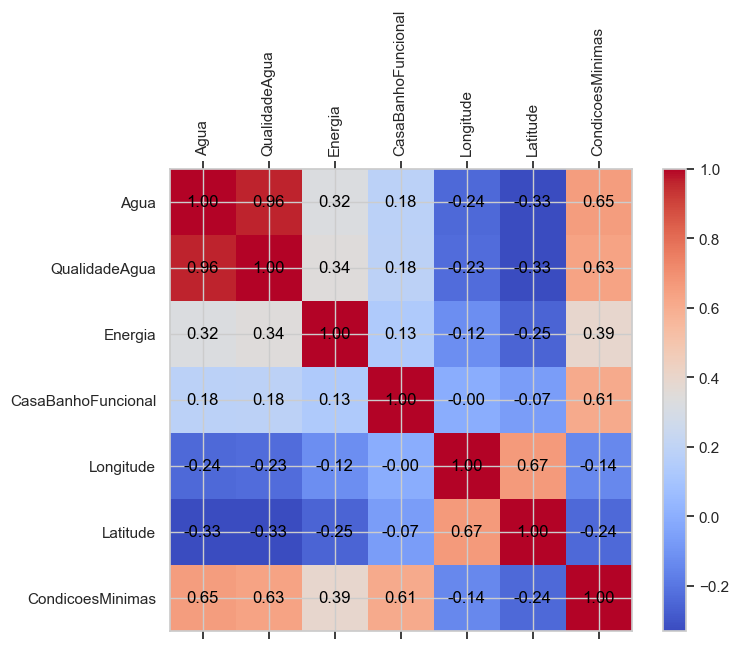 Agua
QualidadeAgua
Energia
CasaBanhoFuncional
Longitude
Latitude
CondicoesMinimas
Agua 1.00 0.96 0.32 0.18 -0.24 -0.33 0.65
QualidadeAgua 0.96 1.00 0.34 0.18 -0.23 -0.33 0.63
Energia 0.32 0.34 1.00 0.13 -0.12 -0.25 0.39
CasaBanhoFuncional 0.18 0.18 0.13 1.00 -0.00 -0.07 0.61
Longitude -0.24 -0.23 -0.12 -0.00 1.00 0.67 -0.14
Latitude -0.33 -0.33 -0.25 -0.07 0.67 1.00 -0.24
CondicoesMinimas 0.65 0.63 0.39 0.61 -0.14 -0.24 1.00
1.0
0.8
0.6
0.4
0.2
0.0
−0.2